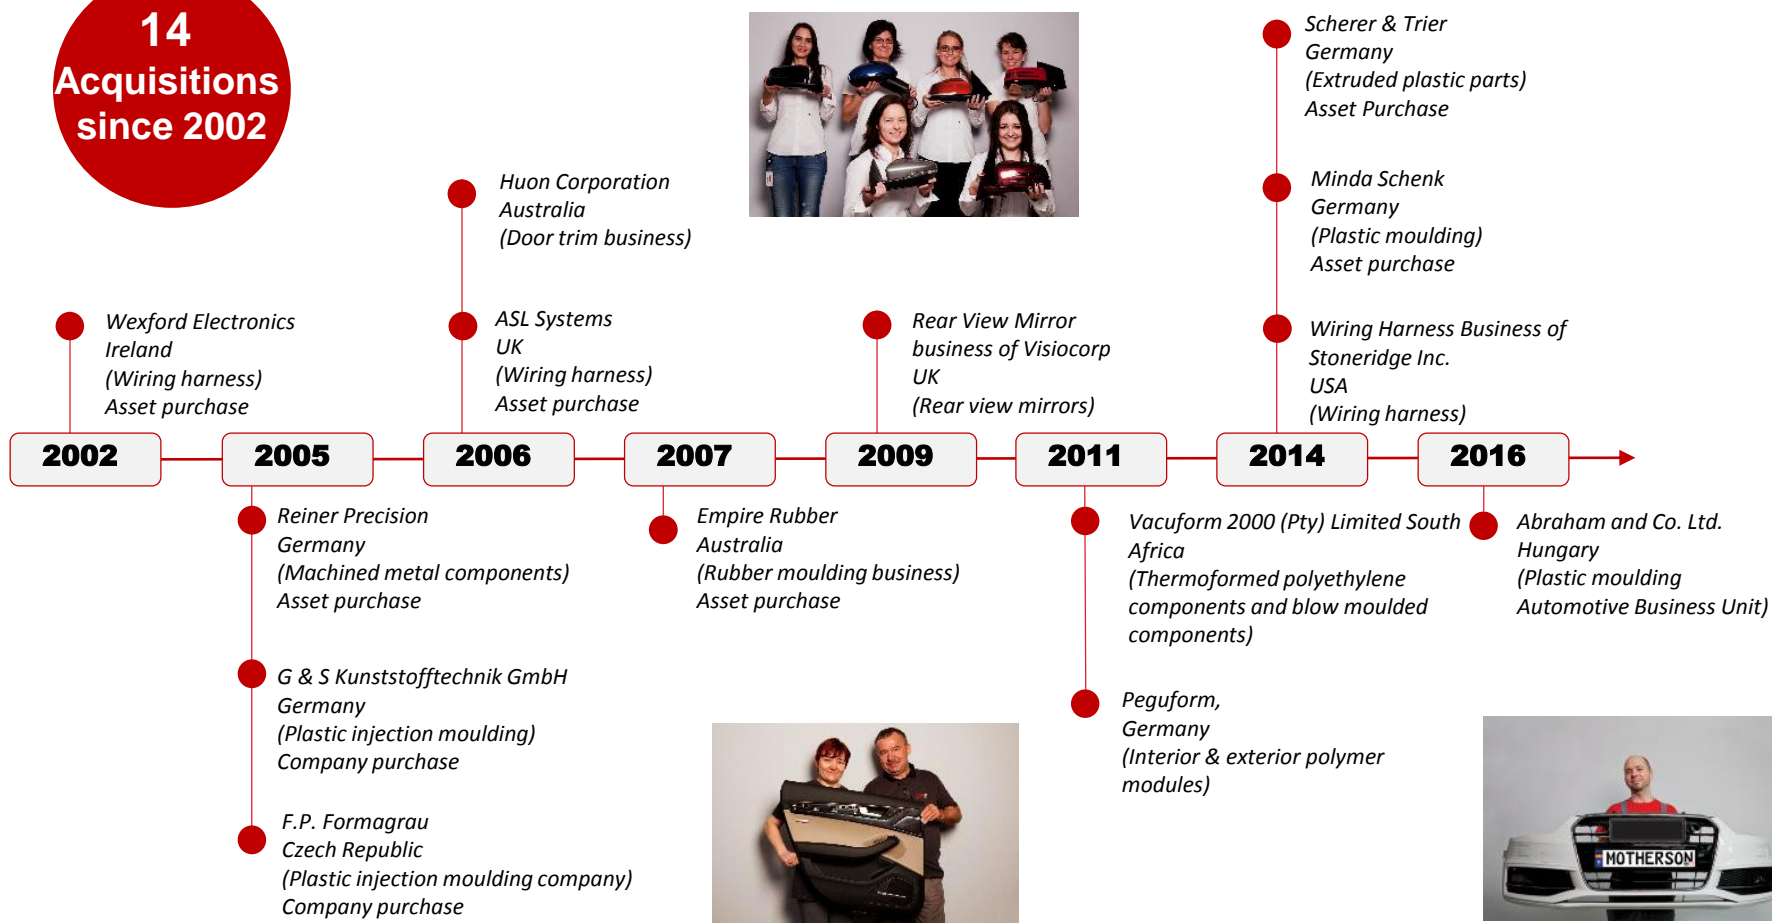 14
Acquisitions
since 2002
Scherer & Trier
Germany
(Extruded plastic parts)
Asset Purchase
Huon Corporation
Australia
(Door trim business)
Minda Schenk
Germany
(Plastic moulding)
Asset purchase
Wexford Electronics
Ireland
(Wiring harness)
Asset purchase
ASL Systems
UK
(Wiring harness)
Asset purchase
Rear View Mirror
business of Visiocorp
UK
(Rear view mirrors)
Wiring Harness Business of
Stoneridge Inc.
USA
(Wiring harness)
2002
2005
2006
2007
2009
2011
2014
2016
Reiner Precision
Germany
(Machined metal components)
Asset purchase
Empire Rubber
Australia
(Rubber moulding business)
Asset purchase
Vacuform 2000 (Pty) Limited South
Africa
(Thermoformed polyethylene
components and blow moulded
components)
Abraham and Co. Ltd.
Hungary
(Plastic moulding
Automotive Business Unit)
G & S Kunststofftechnik GmbH
Germany
(Plastic injection moulding)
Company purchase
Peguform,
Germany
(Interior & exterior polymer
modules)
F.P. Formagrau
Czech Republic
(Plastic injection moulding company)
Company purchase
MOTHERSON